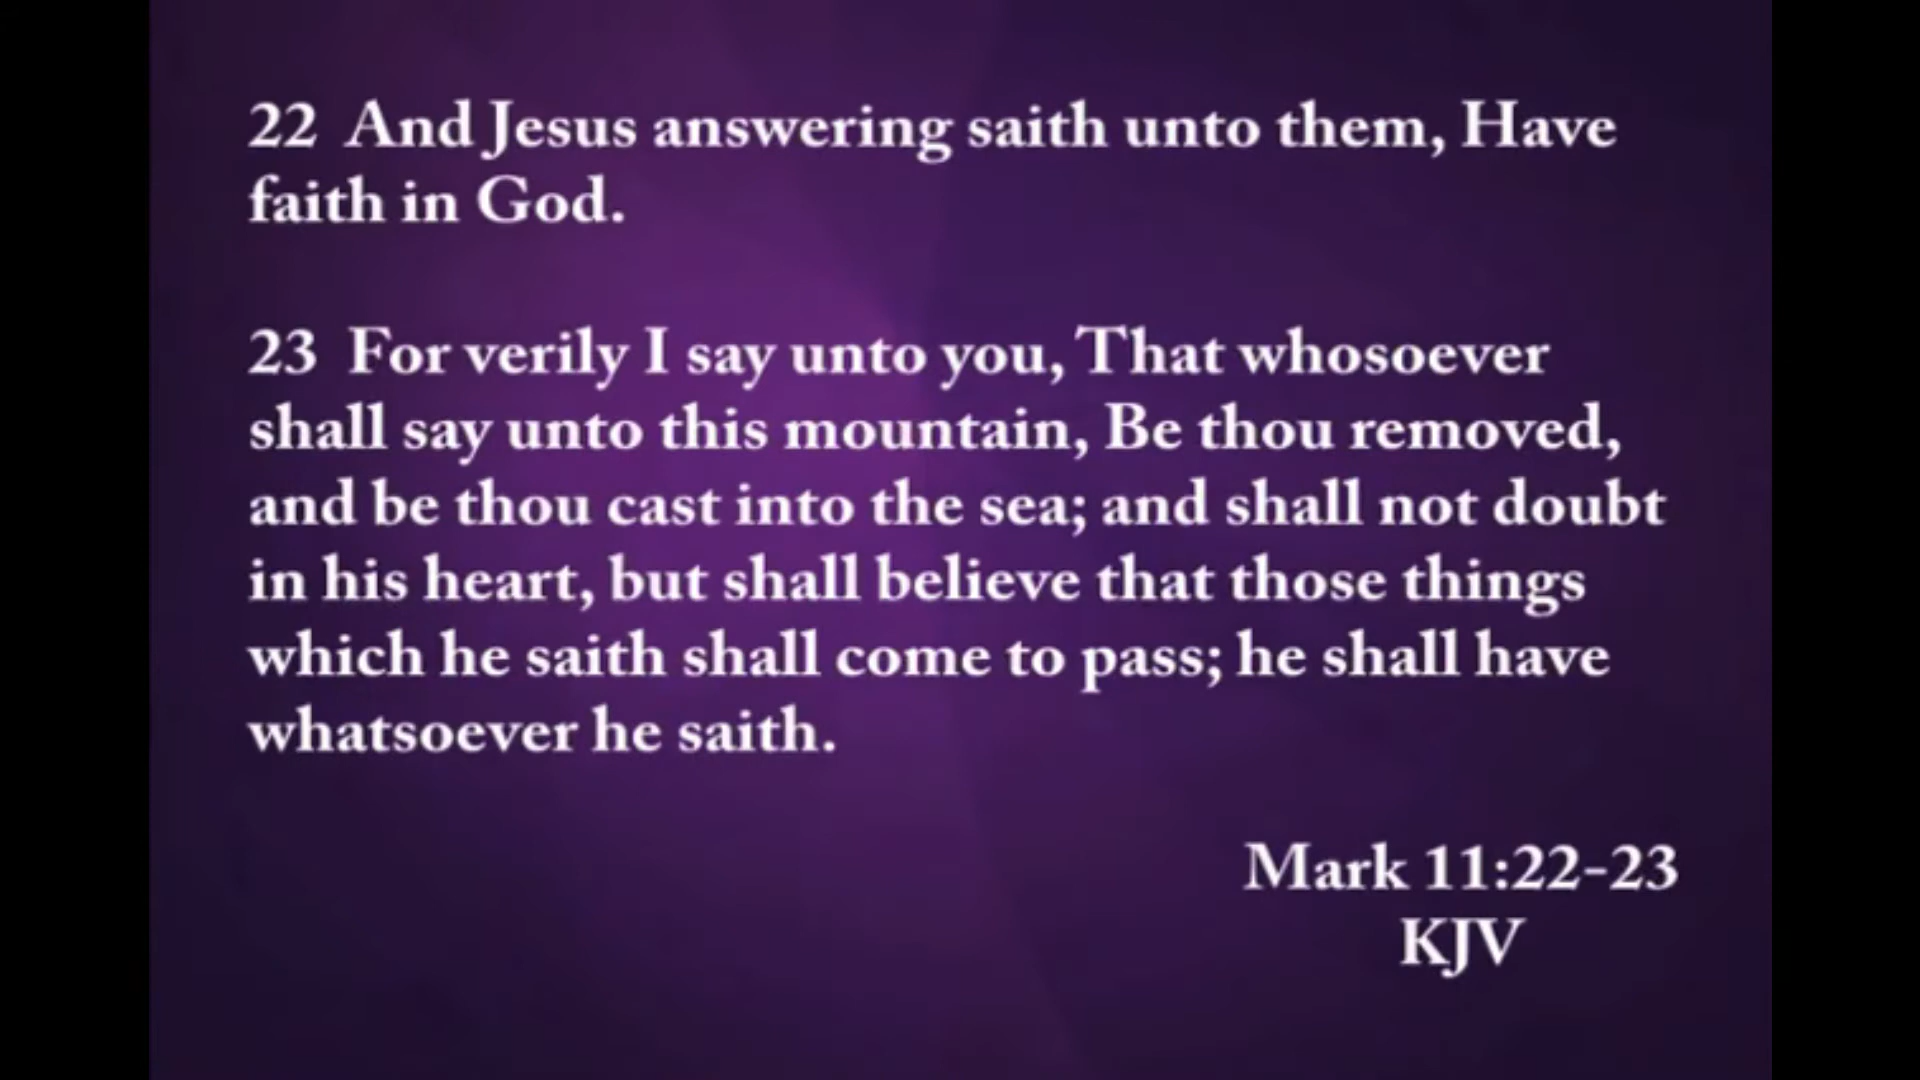 22 And Jesus answering saith unto them, Have
faith in God.
23 For verily I say unto you, That whosoever
shall say unto this mountain, Be thou removed,
and be thou cast into the sea; and shall not doubt
in his heart, but shall believe that those things
which he saith shall come to pass; he shall have
whatsoever he saith.
Mark 11:22-23
KJV